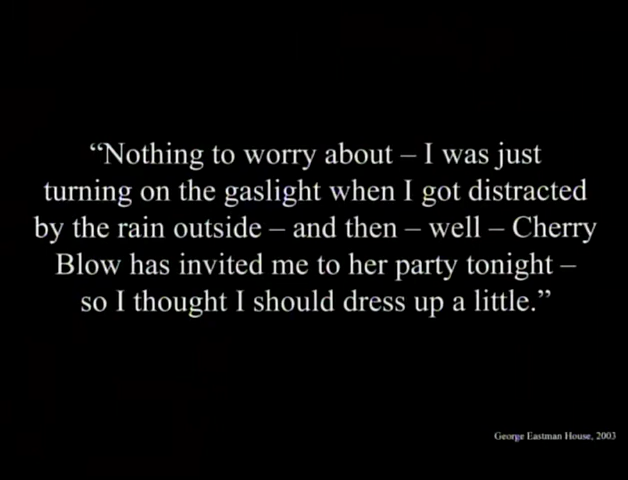 “Nothing to worry about – I was just
turning on the gaslight when I got distracted
by the rain outside – and then – well – Cherry
Blow has invited me to her party tonight –
so I thought I should dress up a little.”
George Eastman House, 2003